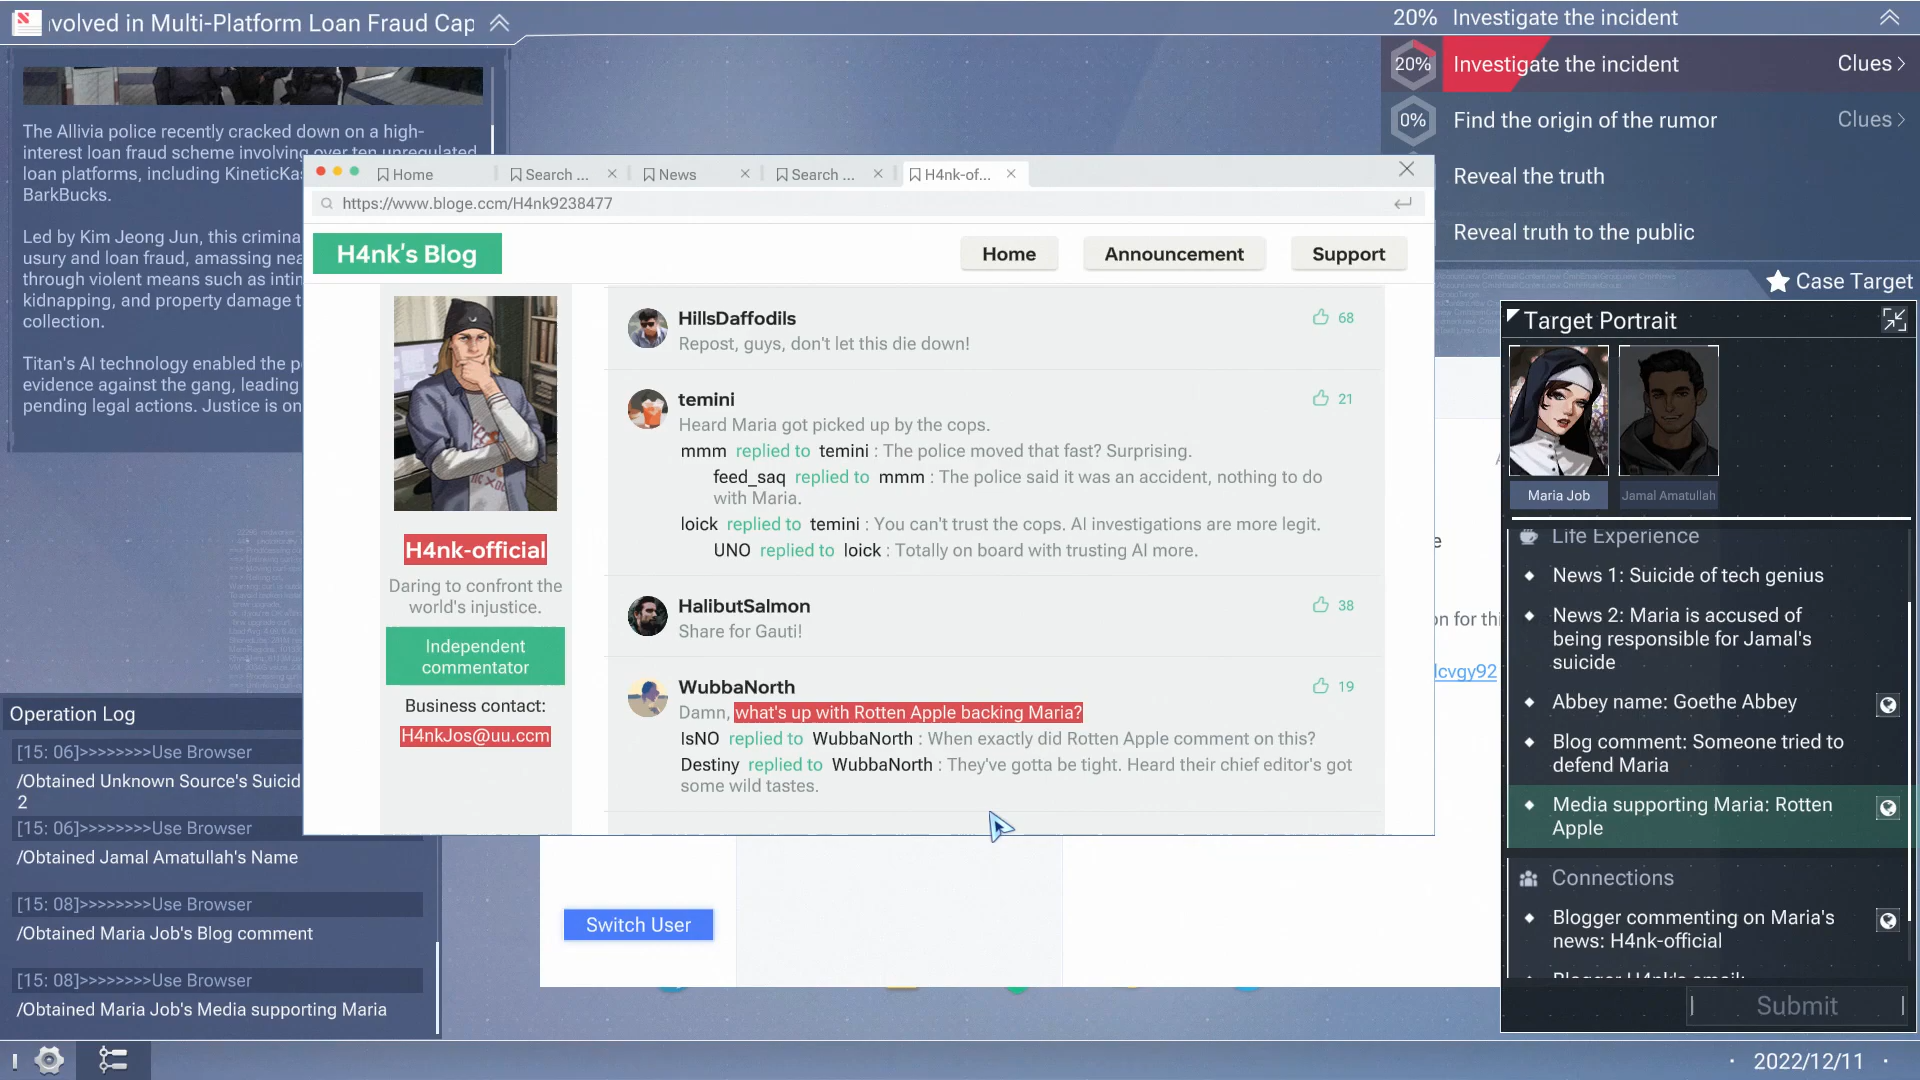 nvolved in Multi-Platform Loan Fraud Cap
The Allivia police recently cracked down on a high-
interest loan fraud scheme involving over ten unregulated
loan platforms, including KineticKas
BarkBucks.
Led by Kim Jeong Jun, this crimina
usury and loan fraud, amassing nea
through violent means such as intin
kidnapping, and property damage t
collection.
Titan's AI technology enabled the p
evidence against the gang, leading
pending legal actions. Justice is on
20% Investigate the incident
20% Investigate the incident Clues
0% Find the origin of the rumor Clues
Reveal the truth
Reveal truth to the public
Case Target
Home
Search ...
News
Search ...
H4nk-of...
https://www.bloge.ccm/H4nk9238477
H4nk's Blog
Home
Announcement
Support
H4nk-official
Daring to confront the
world's injustice.
Independent
commentator
Business contact:
H4nkJos@uu.ccm
HillsDaffodils 68
Repost, guys, don't let this die down!
temini 21
Heard Maria got picked up by the cops.
mmm replied to temini : The police moved that fast? Surprising.
feed_saq replied to mmm : The police said it was an accident, nothing to do
with Maria.
loick replied to temini : You can't trust the cops. AI investigations are more legit.
UNO replied to loick : Totally on board with trusting AI more.
HalibutSalmon 38
Share for Gauti!
WubbaNorth 19
Damn, what's up with Rotten Apple backing Maria?
IsNO replied to WubbaNorth : When exactly did Rotten Apple comment on this?
Destiny replied to WubbaNorth : They've gotta be tight. Heard their chief editor's got
some wild tastes.
e
on for thi
lcvgy92
Switch User
Target Portrait
Maria Job
Jamal Amatullah
Life Experience
News 1: Suicide of tech genius
News 2: Maria is accused of
being responsible for Jamal's
suicide
Abbey name: Goethe Abbey
Blog comment: Someone tried to
defend Maria
Media supporting Maria: Rotten
Apple
Connections
Blogger commenting on Maria's
news: H4nk-official
Blogger H4nk's email:
Submit
Operation Log
[15: 06]>>>>>>>>Use Browser
/Obtained Unknown Source's Suicid
2
[15: 06]>>>>>>>>Use Browser
/Obtained Jamal Amatullah's Name
[15: 08]>>>>>>>>Use Browser
/Obtained Maria Job's Blog comment
[15: 08]>>>>>>>>Use Browser
/Obtained Maria Job's Media supporting Maria
2022/12/11